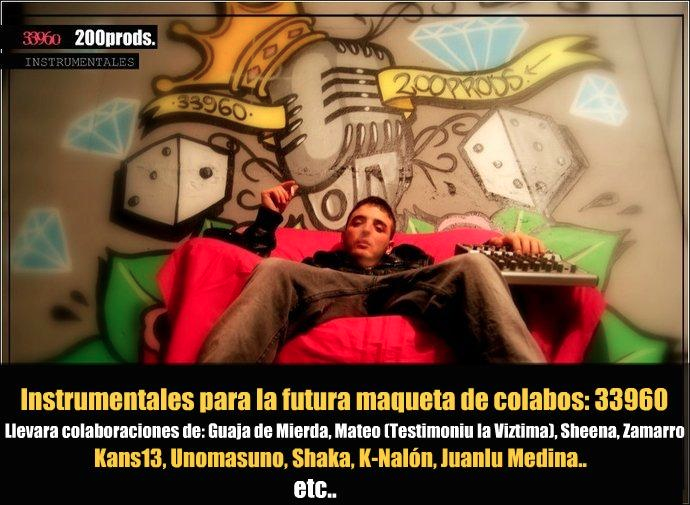 33960 200prods.
INSTRUMENTALES
33960
200PRODS
Instrumentales para la futura maqueta de colabos: 33960
Llevara colaboraciones de: Guaja de Mierda, Mateo (Testimoniu la Viztima), Sheena, Zamarro
Kans13, Unomasuno, Shaka, K-Nalón, Juanlu Medina..
etc..